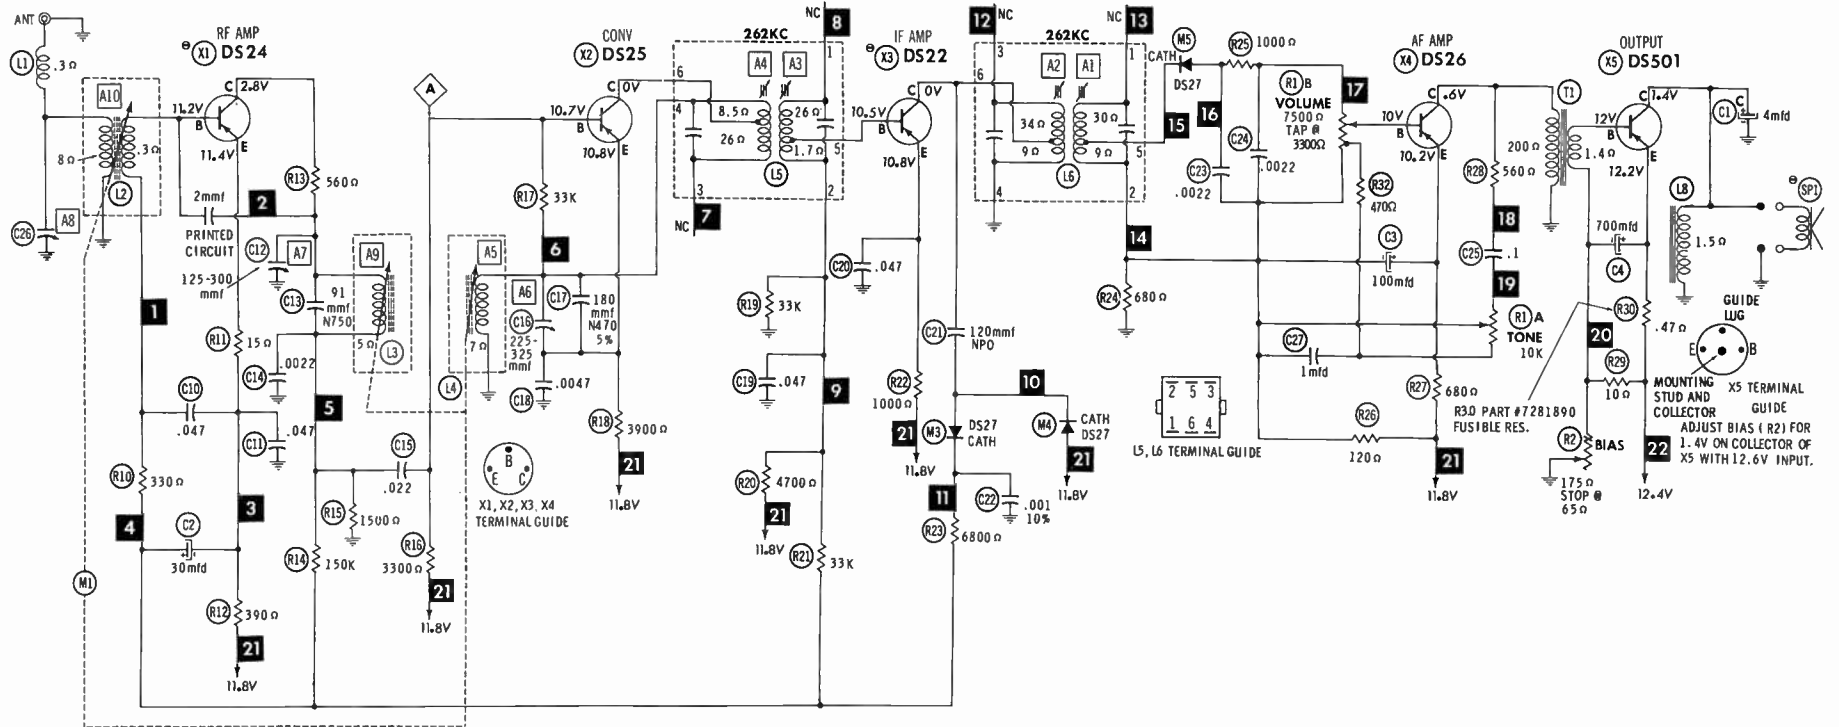 ANT
L1
.3Ω
C26
A8
A10
8Ω
.3Ω
L2
RF AMP
X1 DS24
C 2.8V
11.2V
B
E
11.4V
2mmf
2
PRINTED
CIRCUIT
R13
560Ω
C12
A7
125-300
mmf
C13
91
mmf
N750
A9
5Ω
L3
C14
.0022
R11
15Ω
1
C10
.047
C11
.047
5
R10
330Ω
4
C2
30mfd
3
R12
390Ω
21
11.8V
M1
R15
1500Ω
C15
.022
R14
150K
R16
3300Ω
21
11.8V
A
CONV
X2 DS25
C 0V
10.7V
B
E
10.8V
R17
33K
6
A5
7Ω
L4
A6
C16
225-
325
mmf
C17
180
mmf
N470
5%
C18
.0047
R18
3900Ω
21
11.8V
B
E C
X1, X2, X3, X4
TERMINAL GUIDE
NC
8
262KC
6
4
A4
A3
1
8.5Ω
26Ω
26Ω
1.7Ω
5
L5
3
2
7
NC
R19
33K
C19
.047
9
R20
4700Ω
21
11.8V
R21
33K
IF AMP
X3 DS22
C 0V
10.5V
B
E
10.8V
C20
.047
R22
1000Ω
21
11.8V
C21
120mmf
NPO
10
M3
DS27
CATH
M4
CATH
DS27
21
11.8V
11
C22
.001
10%
R23
6800Ω
12
NC
NC
13
262KC
3
6
A2
A1
1
34Ω
30Ω
9Ω
9Ω
5
L6
4
2
14
R24
680Ω
M5
CATH
DS27
15
16
R25
1000Ω
C23
.0022
C24
.0022
R1B
VOLUME
7500Ω
TAP @
3300Ω
17
R32
470Ω
AF AMP
X4 DS26
C .6V
10V
B
E
10.2V
C3
100mfd
C27
1mfd
R28
560Ω
18
C25
.1
19
R1A
TONE
10K
R27
680Ω
R26
120Ω
21
11.8V
2 5 3
1 6 4
L5, L6 TERMINAL GUIDE
T1
200Ω
1.4Ω
OUTPUT
X5 DS501
C 1.4V
12V
B
E
12.2V
C1
C
4mfd
L8
1.5Ω
SP1
700mfd
C4
R30
.47Ω
20
R29
10Ω
R30 PART #7281890
FUSIBLE RES.
R2
BIAS
175Ω
STOP @
65Ω
22
12.4V
GUIDE
LUG
E
B
MOUNTING
STUD AND
COLLECTOR
X5 TERMINAL
GUIDE
ADJUST BIAS (R2) FOR
1.4V ON COLLECTOR OF
X5 WITH 12.6V INPUT.